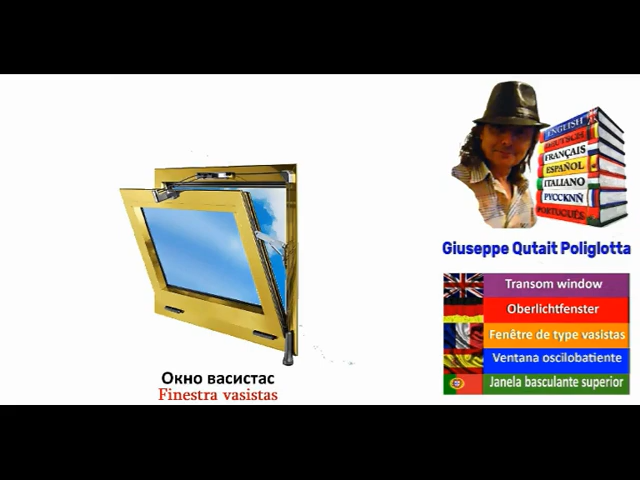 ENGLISH
DEUTSCH
FRANÇAIS
ESPAÑOL
ITALIANO
PORTUGUÊS
Giuseppe Qutait Poliglotta
Transom window
Oberlichtfenster
Fenêtre de type vasistas
Ventana oscilobatiente
Janela basculante superior
Окно васистас
Finestra vasistas